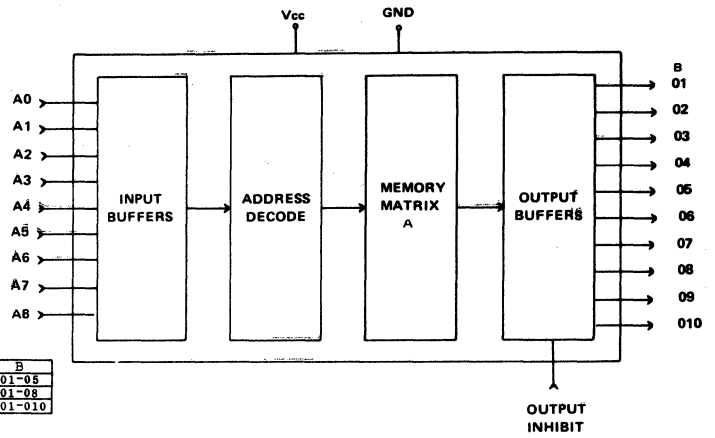 Vcc GND
B
A0 01
A1 02
A2 03
A3 04
A4 05
A5 06
A6 07
A7 08
A8 09
010
INPUT BUFFERS
ADDRESS DECODE
MEMORY MATRIX A
OUTPUT BUFFERS
B
01-05
01-08
01-010
OUTPUT INHIBIT